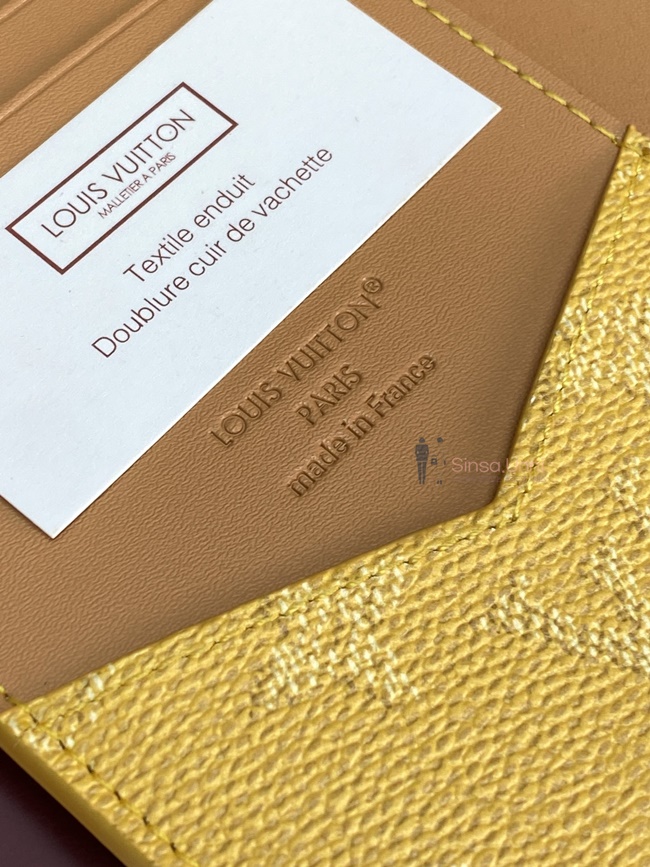 LOUIS VUITTON
MALLETIER A PARIS
Textile enduit
Doublure cuir de vachette
LOUIS VUITTON®
PARIS
made in France